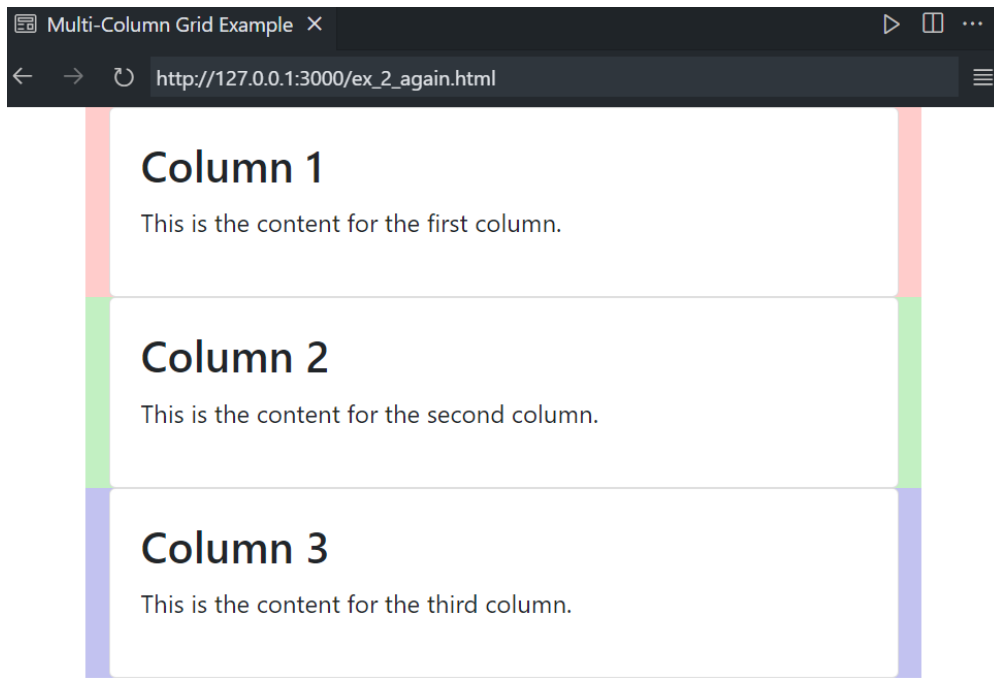 Multi-Column Grid Example
http://127.0.0.1:3000/ex_2_again.html
Column 1
This is the content for the first column.
Column 2
This is the content for the second column.
Column 3
This is the content for the third column.